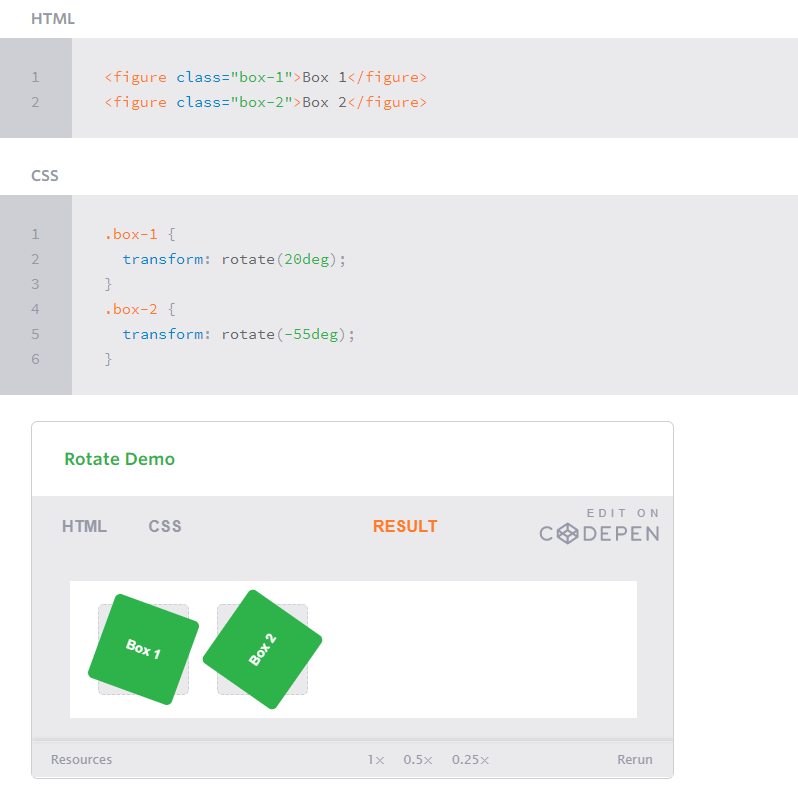 HTML
1 <figure class="box-1">Box 1</figure>
2 <figure class="box-2">Box 2</figure>
CSS
1 .box-1 {
2   transform: rotate(20deg);
3 }
4 .box-2 {
5   transform: rotate(-55deg);
6 }
Rotate Demo
HTML CSS RESULT EDIT ON
CODEPEN
Box 1 Box 2
Resources 1× 0.5× 0.25× Rerun